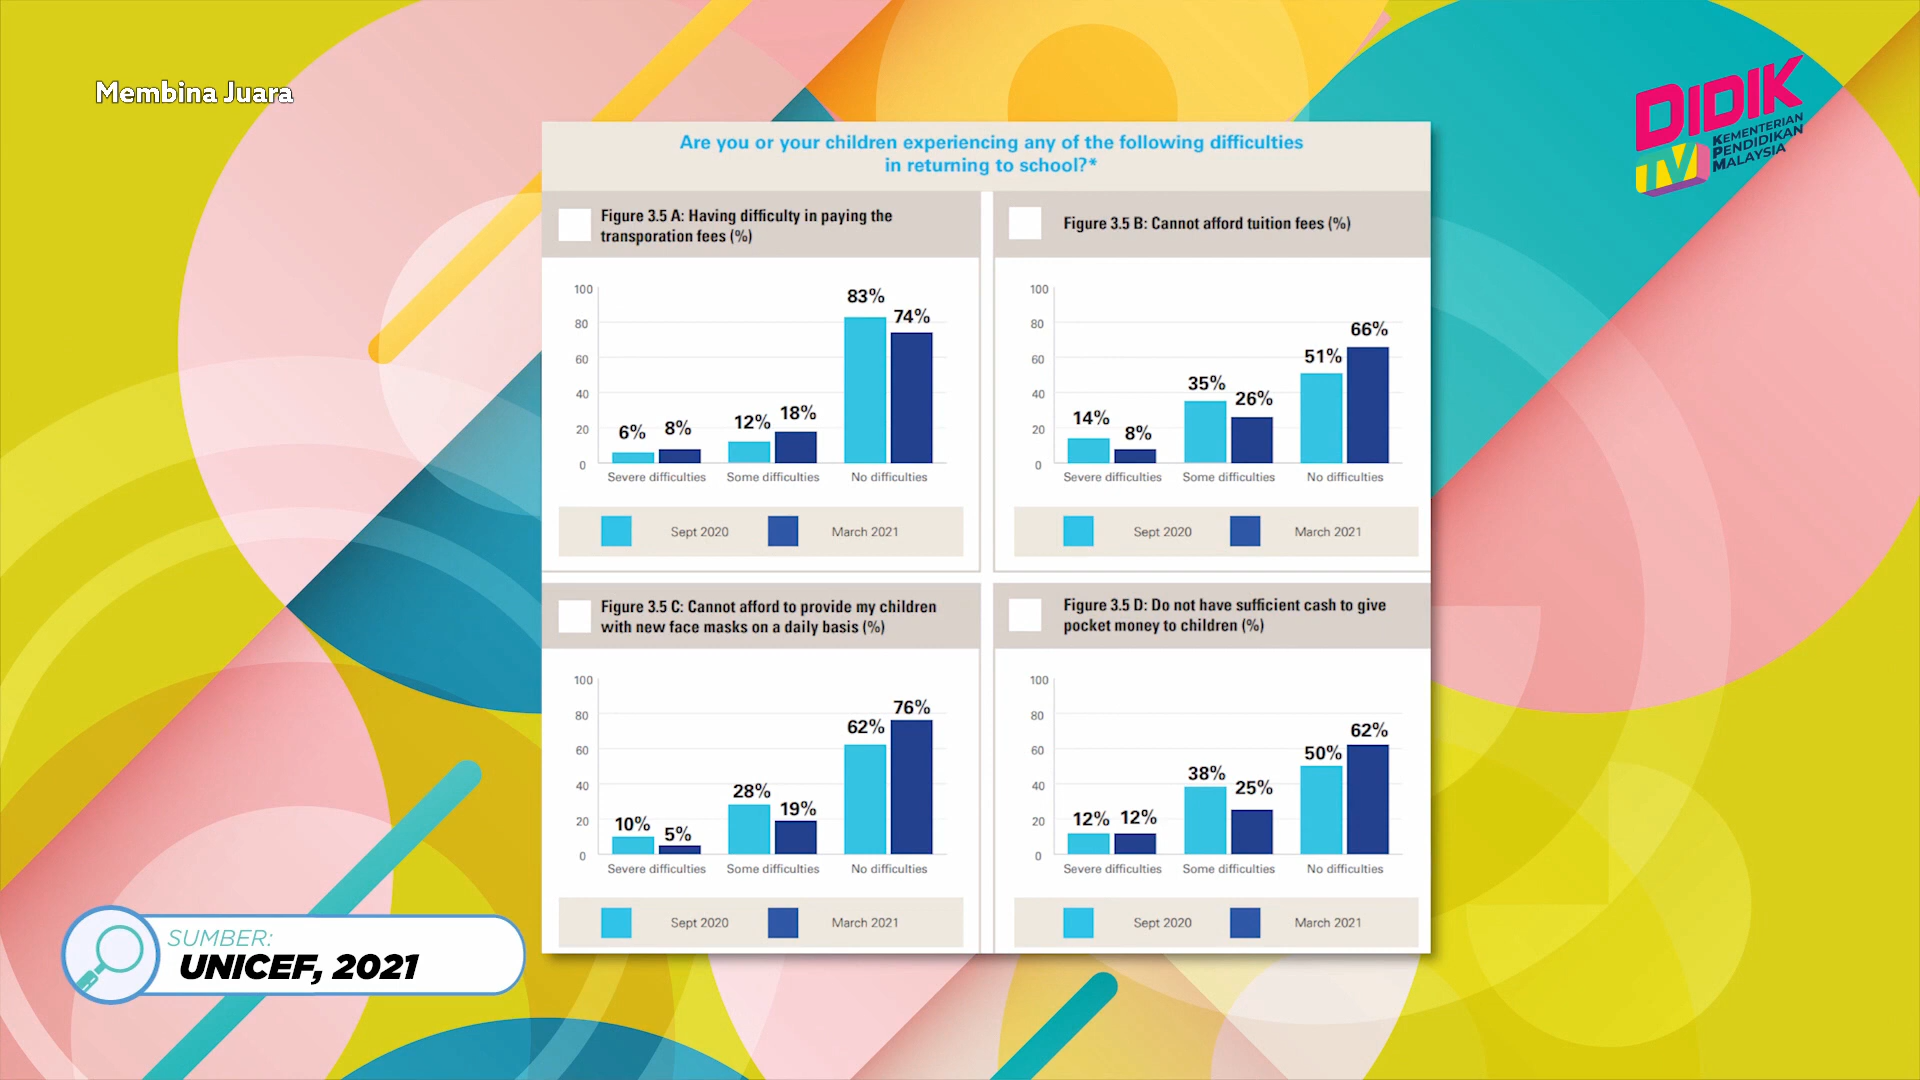 Membina Juara
DIDIK
TV
KEMENTERIAN
PENDIDIKAN
MALAYSIA
Are you or your children experiencing any of the following difficulties
in returning to school?*
Figure 3.5 A: Having difficulty in paying the
transporation fees (%)
100
80
60
40
20
0
6%
8%
12%
18%
83%
74%
Severe difficulties
Some difficulties
No difficulties
Sept 2020
March 2021
Figure 3.5 B: Cannot afford tuition fees (%)
100
80
60
40
20
0
14%
8%
35%
26%
51%
66%
Severe difficulties
Some difficulties
No difficulties
Sept 2020
March 2021
Figure 3.5 C: Cannot afford to provide my children
with new face masks on a daily basis (%)
100
80
60
40
20
0
10%
5%
28%
19%
62%
76%
Severe difficulties
Some difficulties
No difficulties
Sept 2020
March 2021
Figure 3.5 D: Do not have sufficient cash to give
pocket money to children (%)
100
80
60
40
20
0
12%
12%
38%
25%
50%
62%
Severe difficulties
Some difficulties
No difficulties
Sept 2020
March 2021
SUMBER:
UNICEF, 2021